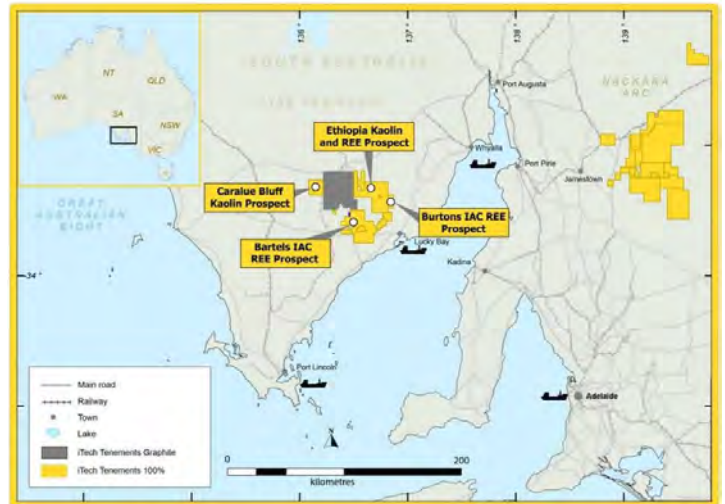 NT
QLD
WA
SA
NSW
VIC
136°
137°
138°
139°
SOUTH AUSTRALIA
NACKARA
ARC
GREAT
AUSTRALIAN
BIGHT
Port Augusta
Ethiopia Kaolin
and REE Prospect
Whyalla
Port Pirie
Jamestown
Caralue Bluff
Kaolin Prospect
Burtons IAC REE
Prospect
Bartels IAC
REE Prospect
Lucky Bay
Kadina
34°
Port Lincoln
Adelaide
Main road
Railway
Town
Lake
iTech Tenements Graphite
iTech Tenements 100%
N
0
200
kilometres